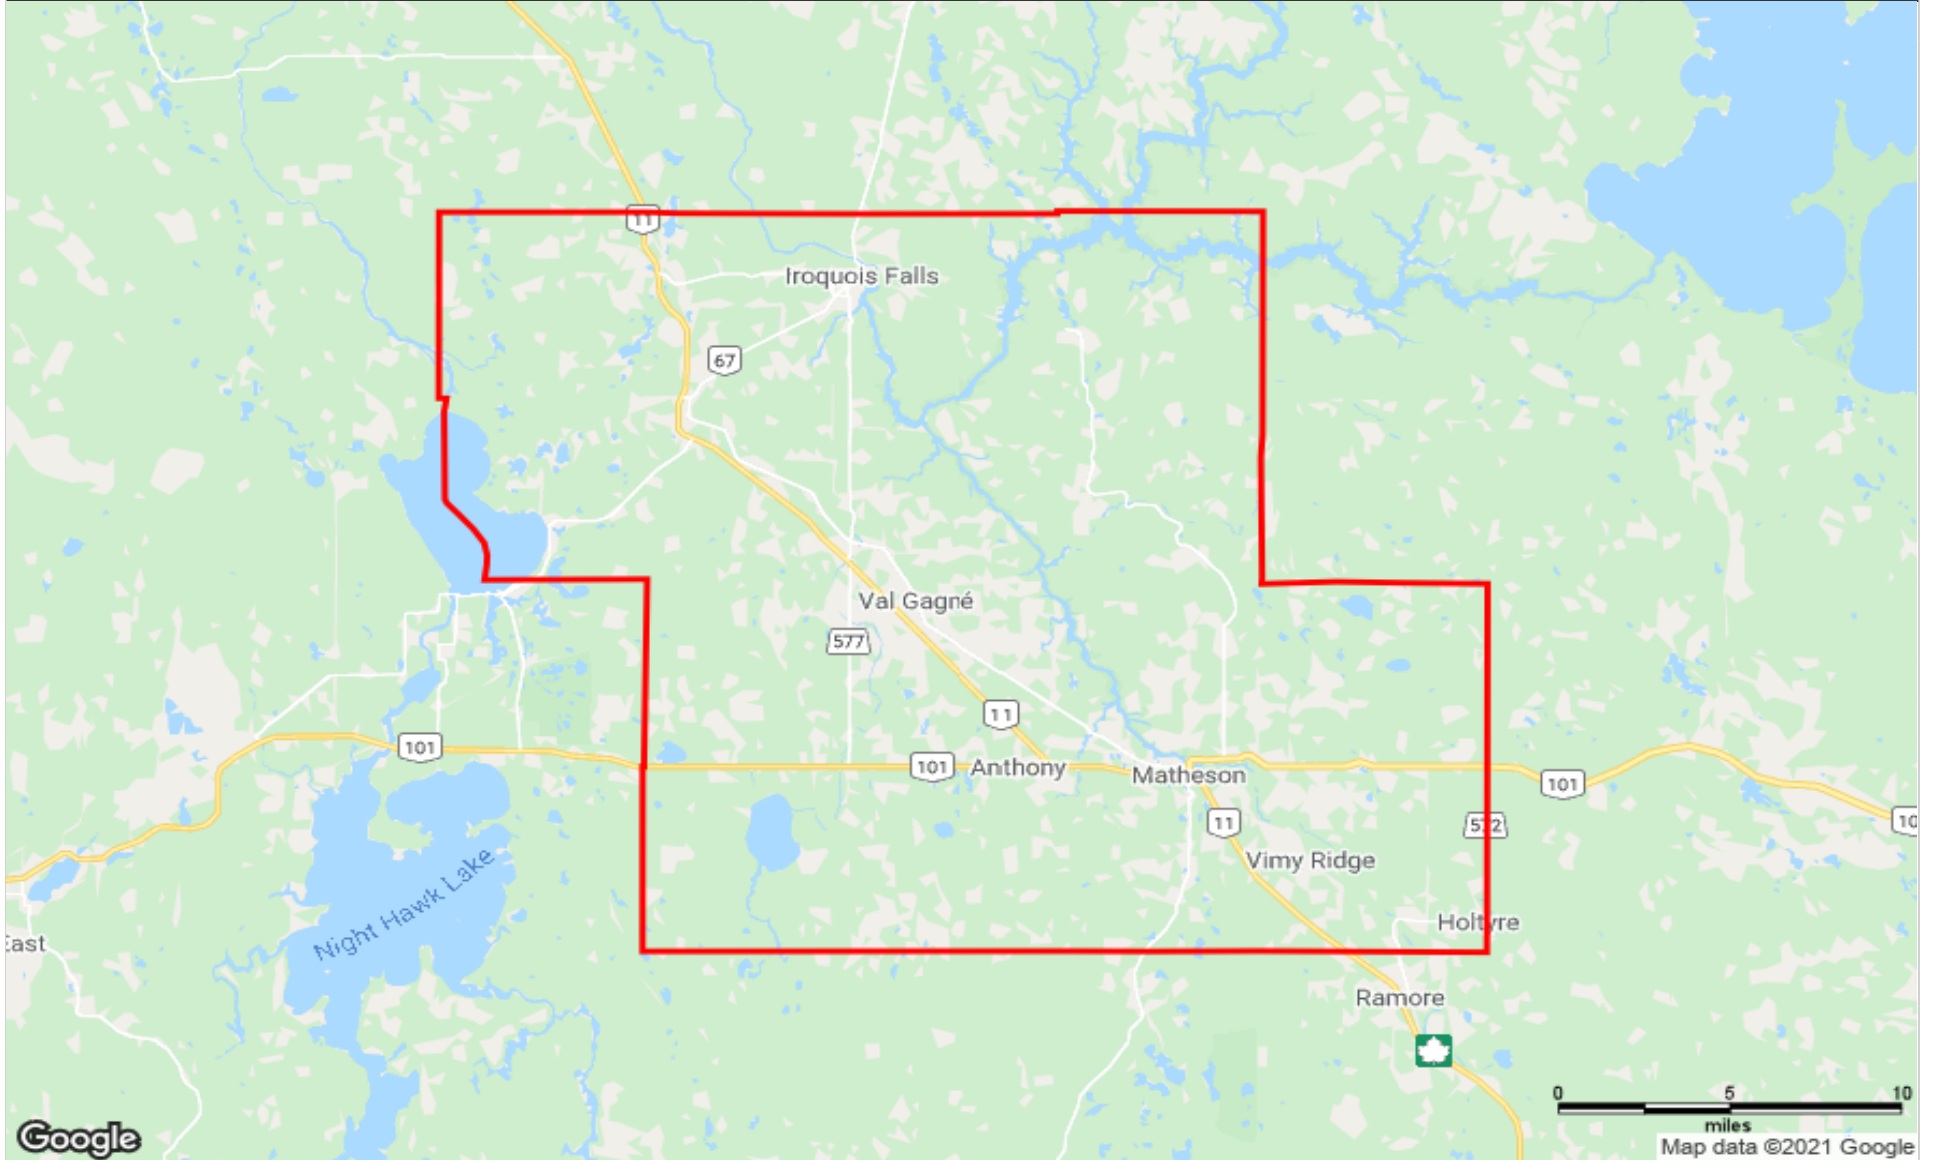 11
Iroquois Falls
67
Val Gagné
577
11
101
101
Anthony
Matheson
101
10
11
572
Vimy Ridge
Night Hawk Lake
Holtyre
East
Ramore
0 5 10
miles
Google
Map data ©2021 Google